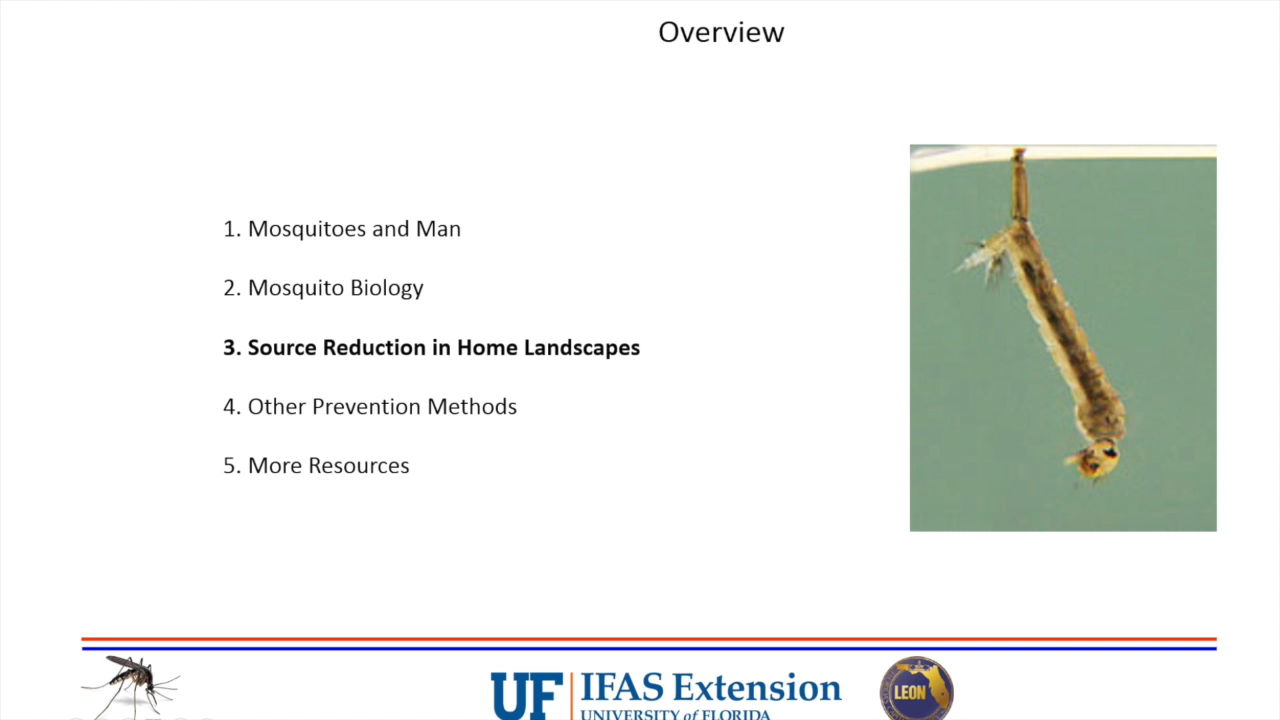 Overview
1. Mosquitoes and Man
2. Mosquito Biology
3. Source Reduction in Home Landscapes
4. Other Prevention Methods
5. More Resources
UF IFAS Extension
UNIVERSITY of FLORIDA
LEON